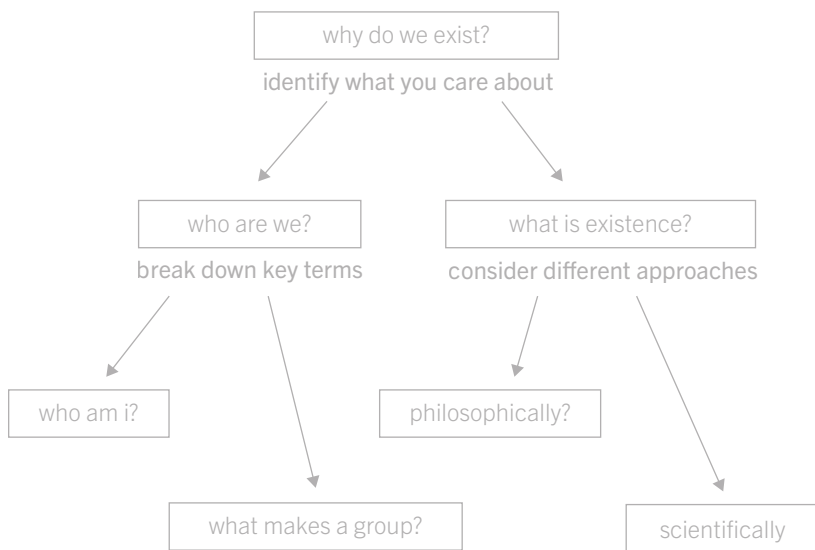 why do we exist?
identify what you care about
who are we?
what is existence?
break down key terms
consider different approaches
who am i?
philosophically?
what makes a group?
scientifically